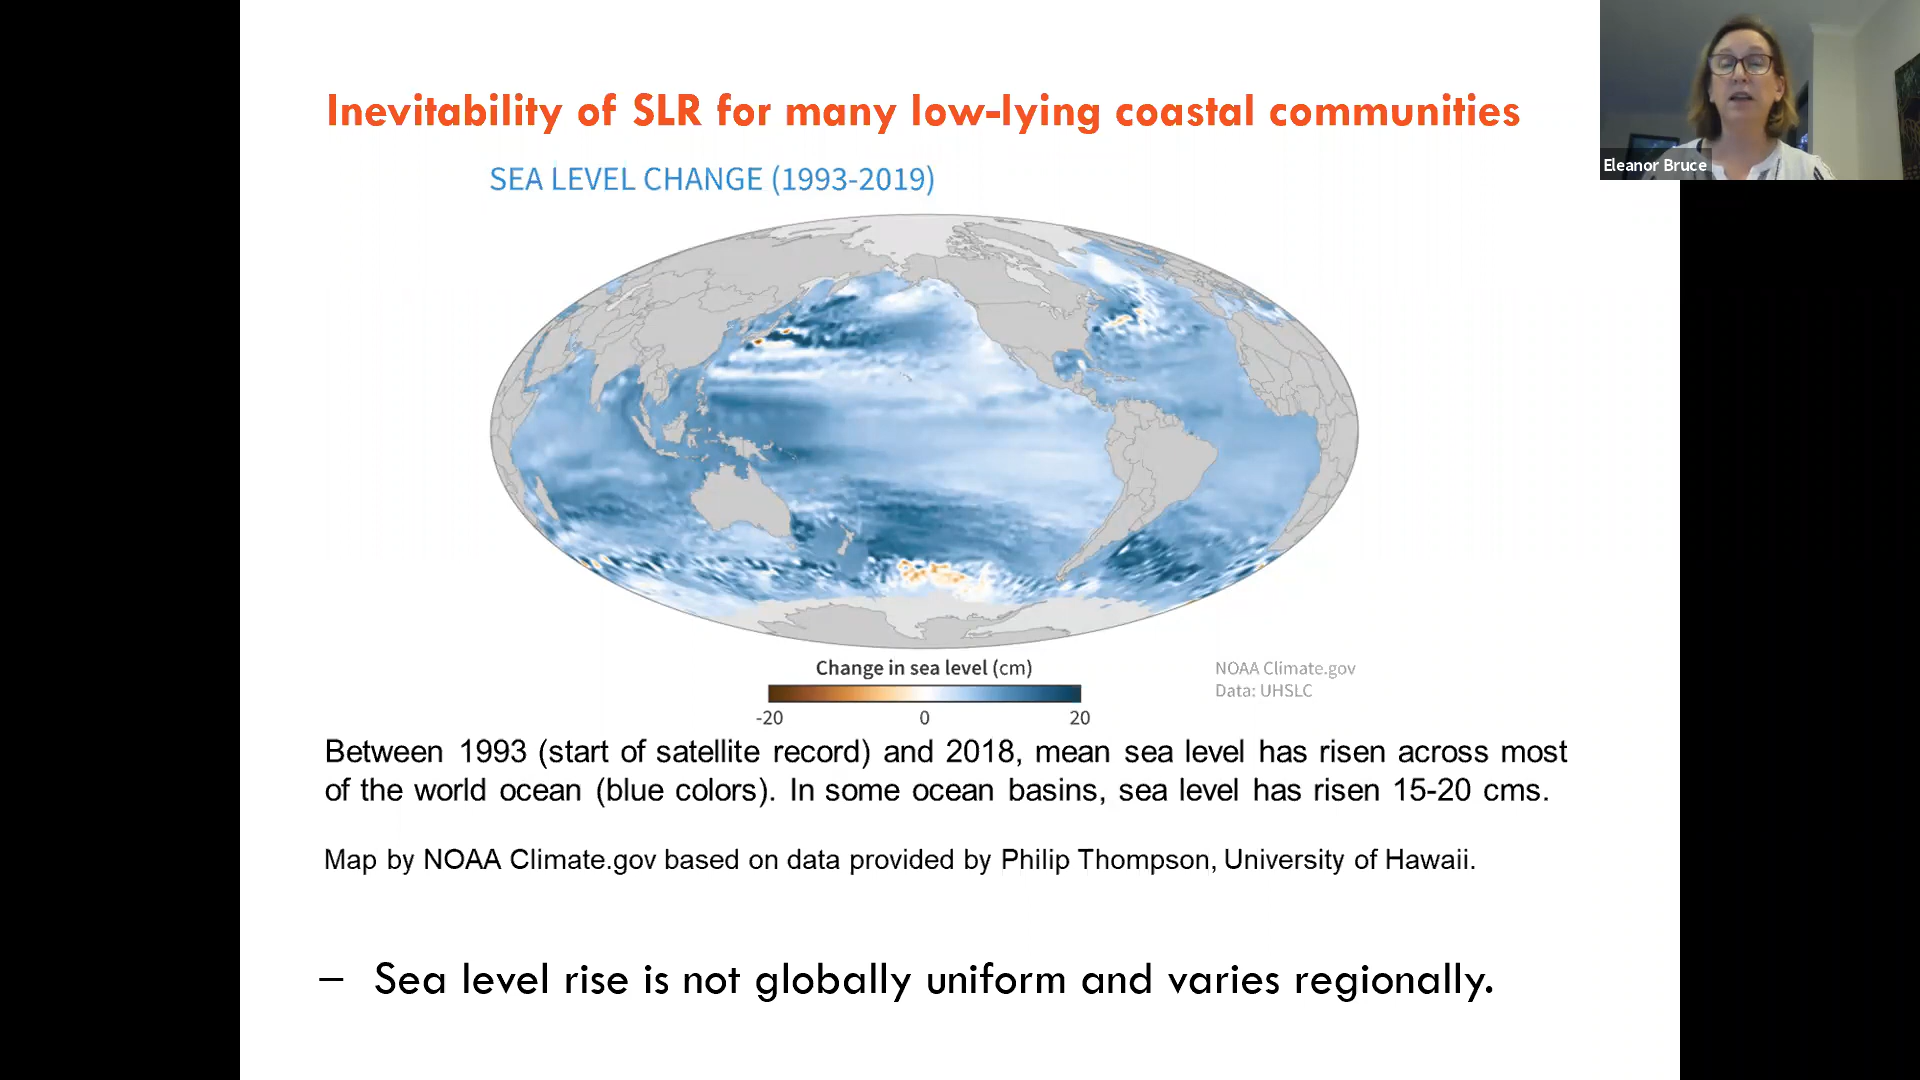 Inevitability of SLR for many low-lying coastal communities
Eleanor Bruce
SEA LEVEL CHANGE (1993-2019)
Change in sea level (cm)
-20 0 20
NOAA Climate.gov
Data: UHSLC
Between 1993 (start of satellite record) and 2018, mean sea level has risen across most
of the world ocean (blue colors). In some ocean basins, sea level has risen 15-20 cms.
Map by NOAA Climate.gov based on data provided by Philip Thompson, University of Hawaii.
– Sea level rise is not globally uniform and varies regionally.